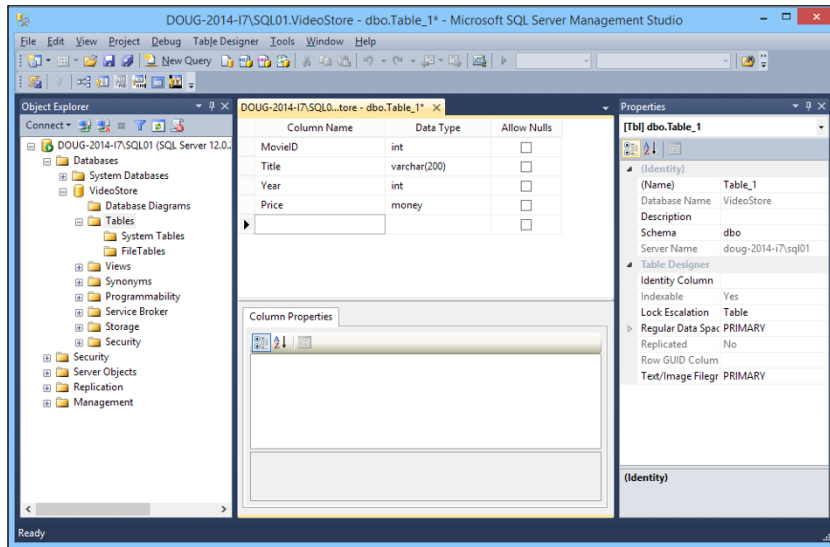 DOUG-2014-I7\SQL01.VideoStore - dbo.Table_1* - Microsoft SQL Server Management Studio
File Edit View Project Debug Table Designer Tools Window Help
New Query
Object Explorer
Connect
DOUG-2014-I7\SQL01 (SQL Server 12.0.
Databases
System Databases
VideoStore
Database Diagrams
Tables
System Tables
FileTables
Views
Synonyms
Programmability
Service Broker
Storage
Security
Security
Server Objects
Replication
Management
DOUG-2014-I7\SQL0...tore - dbo.Table_1*
Column Name Data Type Allow Nulls
MovieID int
Title varchar(200)
Year int
Price money
Column Properties
Properties
[Tbl] dbo.Table_1
(Identity)
(Name) Table_1
Database Name VideoStore
Description
Schema dbo
Server Name doug-2014-i7\sql01
Table Designer
Identity Column
Indexable Yes
Lock Escalation Table
Regular Data Spac PRIMARY
Replicated No
Row GUID Colum
Text/Image Filegr PRIMARY
(Identity)
Ready